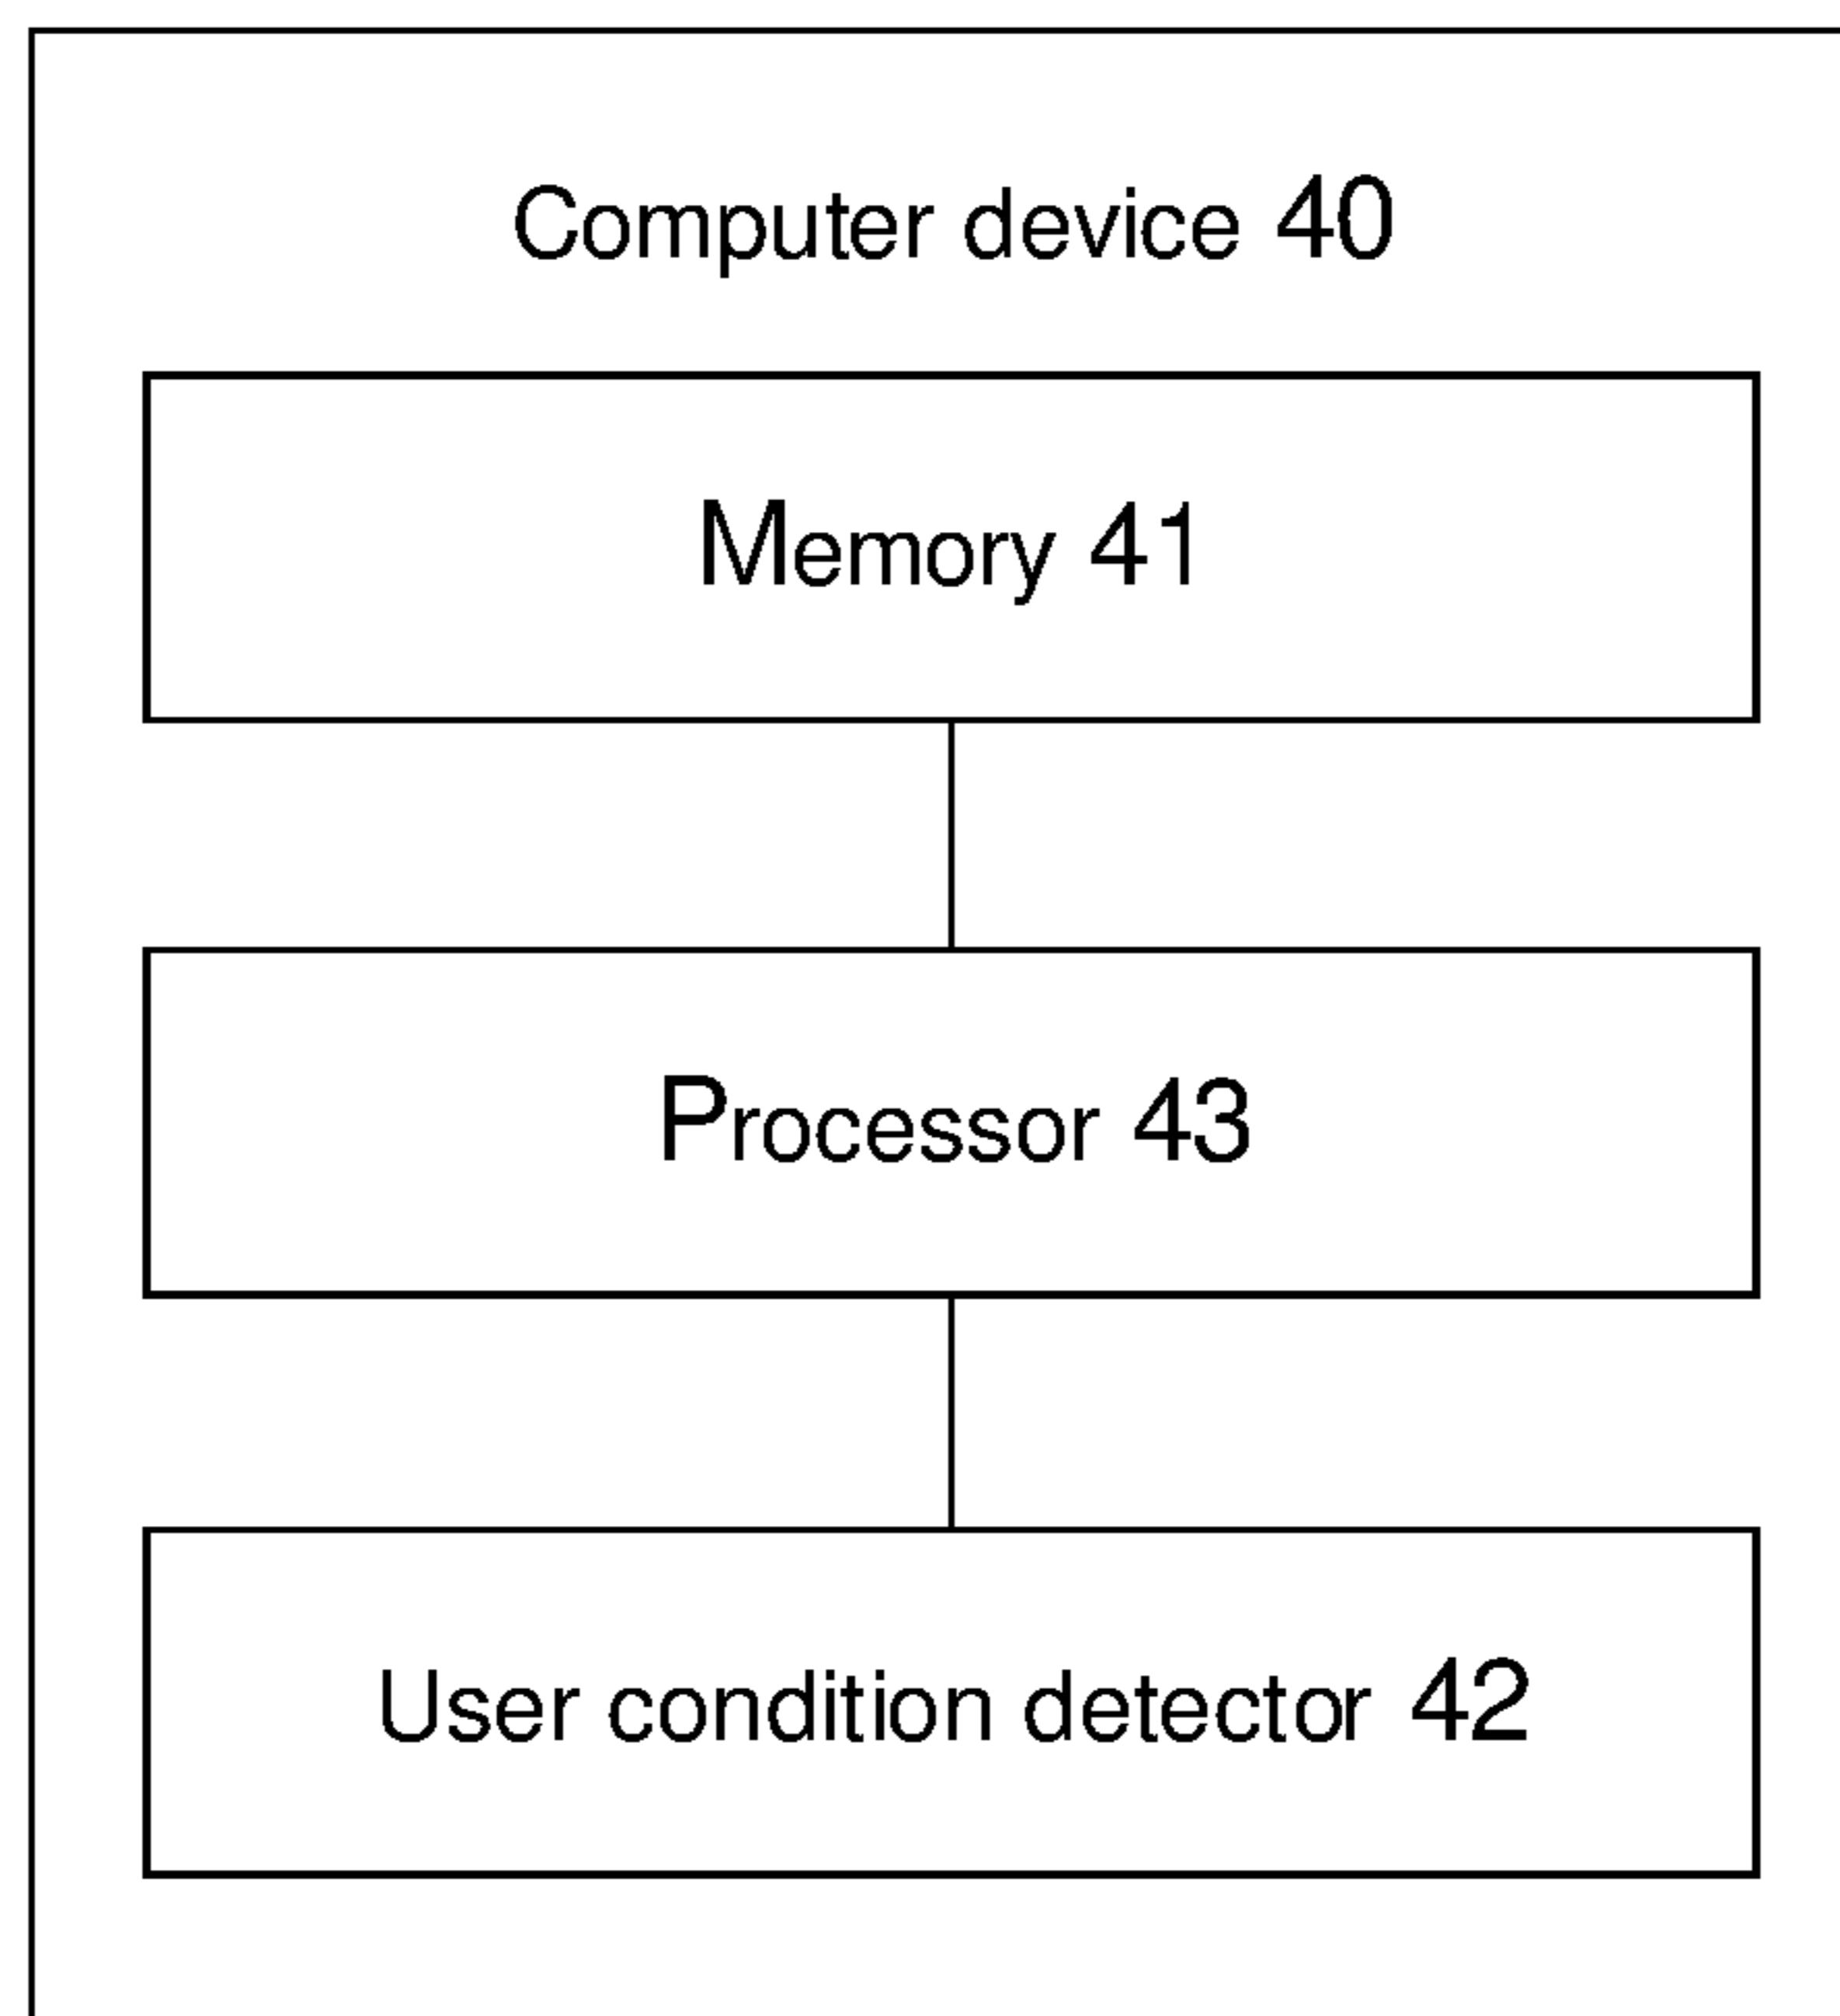 Computer device 40
Memory 41
Processor 43
User condition detector 42